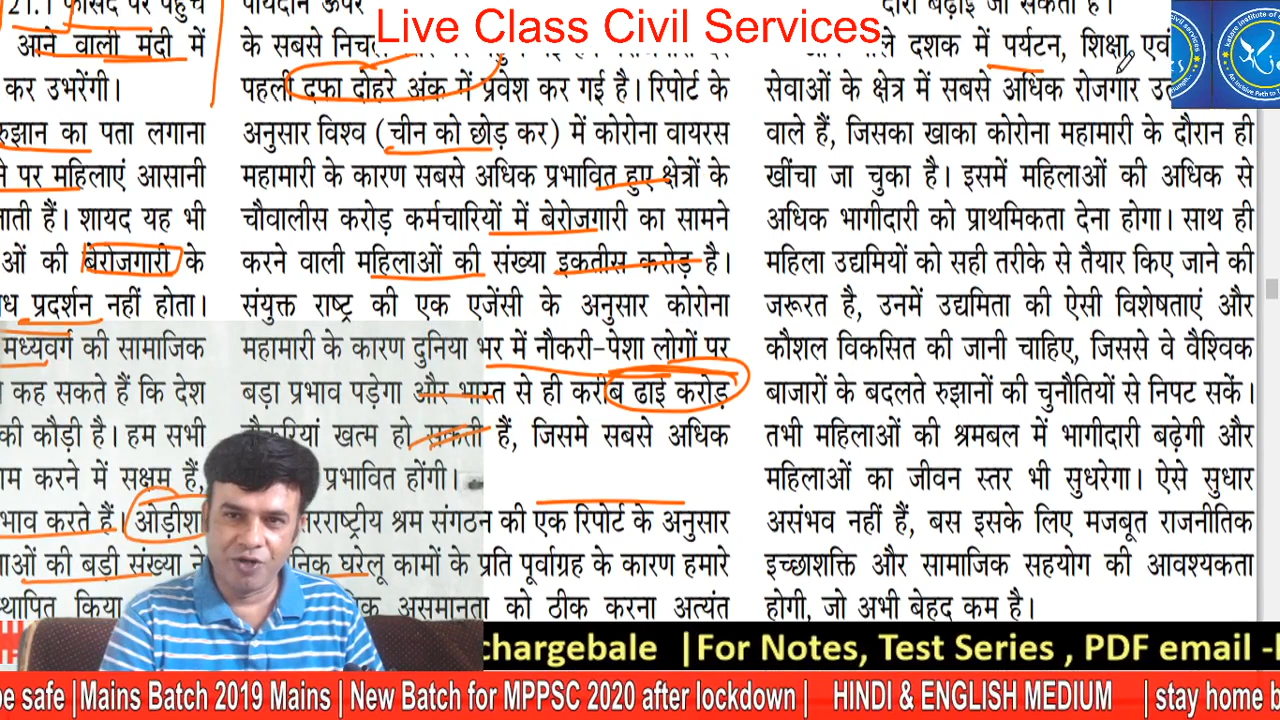 Live Class Civil Services
21.1 फीसद पर पहुंच
आने वाली मंदी में
कर उभरेंगी।
रुझान का पता लगाना
ने पर महिलाएं आसानी
जाती हैं। शायद यह भी
ओं की बेरोजगारी के
प्रदर्शन नहीं होता।
मध्यवर्ग की सामाजिक
कह सकते हैं कि देश
की कौड़ी है। हम सभी
काम करने में सक्षम हैं,
भाव करते हैं। ओड़ीशा
ओं की बड़ी संख्या ने
स्थापित किया
पायदान ऊपर
के सबसे निचले
पहली दफा दोहरे अंक में प्रवेश कर गई है। रिपोर्ट के
अनुसार विश्व (चीन को छोड़ कर) में कोरोना वायरस
महामारी के कारण सबसे अधिक प्रभावित हुए क्षेत्रों के
चौवालीस करोड़ कर्मचारियों में बेरोजगारी का सामने
करने वाली महिलाओं की संख्या इकतीस करोड़ है।
संयुक्त राष्ट्र की एक एजेंसी के अनुसार कोरोना
महामारी के कारण दुनिया भर में नौकरी-पेशा लोगों पर
बड़ा प्रभाव पड़ेगा और भारत से ही करीब ढाई करोड़
नौकरियां खत्म हो सकती हैं, जिसमे सबसे अधिक
प्रभावित होंगी।
की एक रिपोर्ट के अनुसार
घरेलू कामों के प्रति पूर्वाग्रह के कारण हमारे
असमानता को ठीक करना अत्यंत
दारी बढ़ाई जा सकती है।
दशक में पर्यटन, शिक्षा एवं
सेवाओं के क्षेत्र में सबसे अधिक रोजगार
वाले हैं, जिसका खाका कोरोना महामारी के दौरान ही
खींचा जा चुका है। इसमें महिलाओं की अधिक से
अधिक भागीदारी को प्राथमिकता देना होगा। साथ ही
महिला उद्यमियों को सही तरीके से तैयार किए जाने की
जरूरत है, उनमें उद्यमिता की ऐसी विशेषताएं और
कौशल विकसित की जानी चाहिए, जिससे वे वैश्विक
बाजारों के बदलते रुझानों की चुनौतियों से निपट सकें।
तभी महिलाओं की श्रमबल में भागीदारी बढ़ेगी और
महिलाओं का जीवन स्तर भी सुधरेगा। ऐसे सुधार
असंभव नहीं हैं, बस इसके लिए मजबूत राजनीतिक
इच्छाशक्ति और सामाजिक सहयोग की आवश्यकता
होगी, जो अभी बेहद कम है।
chargebale |For Notes, Test Series , PDF email -
be safe |Mains Batch 2019 Mains | New Batch for MPPSC 2020 after lockdown | HINDI & ENGLISH MEDIUM | stay home